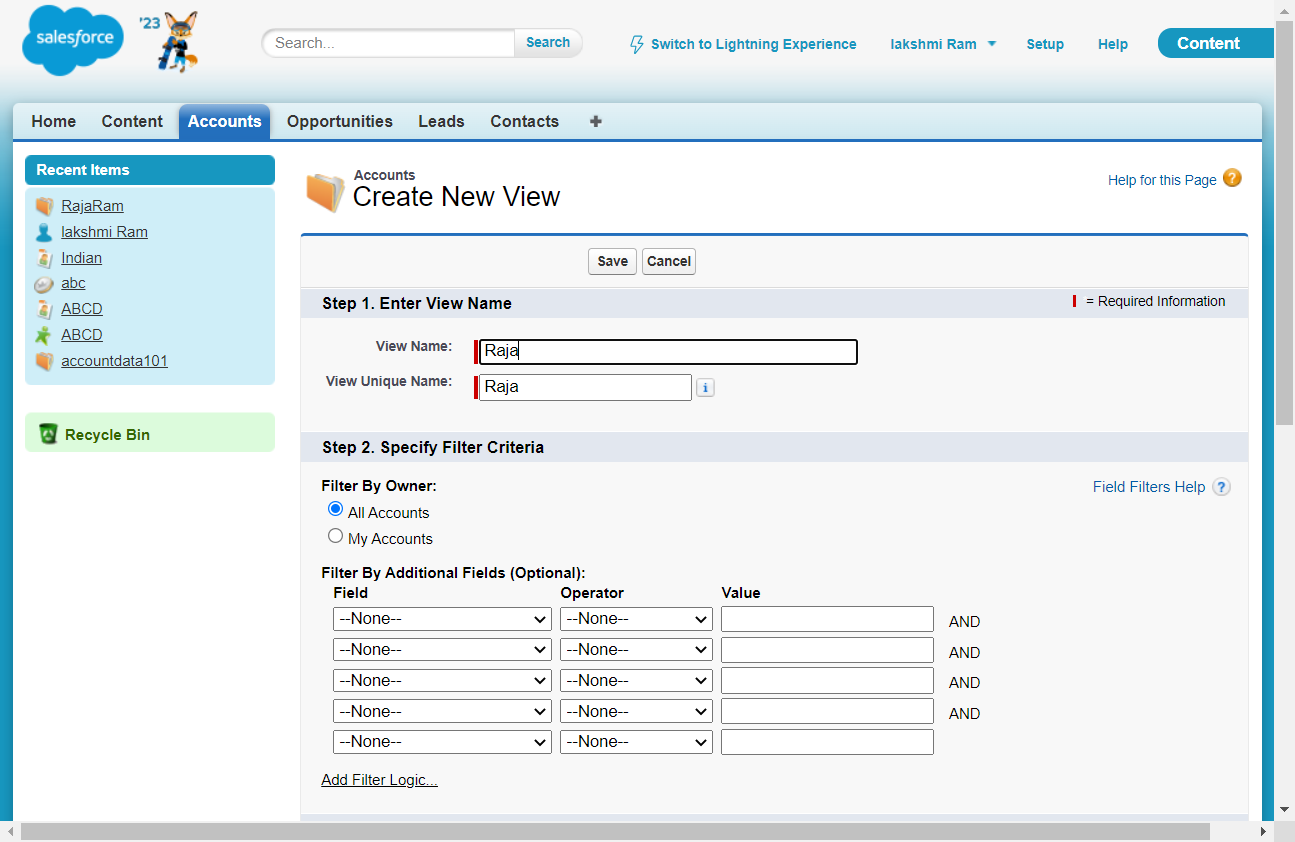 salesforce '23 Search... Search Switch to Lightning Experience lakshmi Ram Setup Help Content
Home Content Accounts Opportunities Leads Contacts +
Recent Items
RajaRam
lakshmi Ram
Indian
abc
ABCD
ABCD
accountdata101
Recycle Bin
Accounts
Create New View
Help for this Page ?
Save Cancel
Step 1. Enter View Name
= Required Information
View Name: Raja
View Unique Name: Raja i
Step 2. Specify Filter Criteria
Filter By Owner:
Field Filters Help ?
All Accounts
My Accounts
Filter By Additional Fields (Optional):
Field Operator Value
--None-- --None-- AND
--None-- --None-- AND
--None-- --None-- AND
--None-- --None-- AND
--None-- --None--
Add Filter Logic...